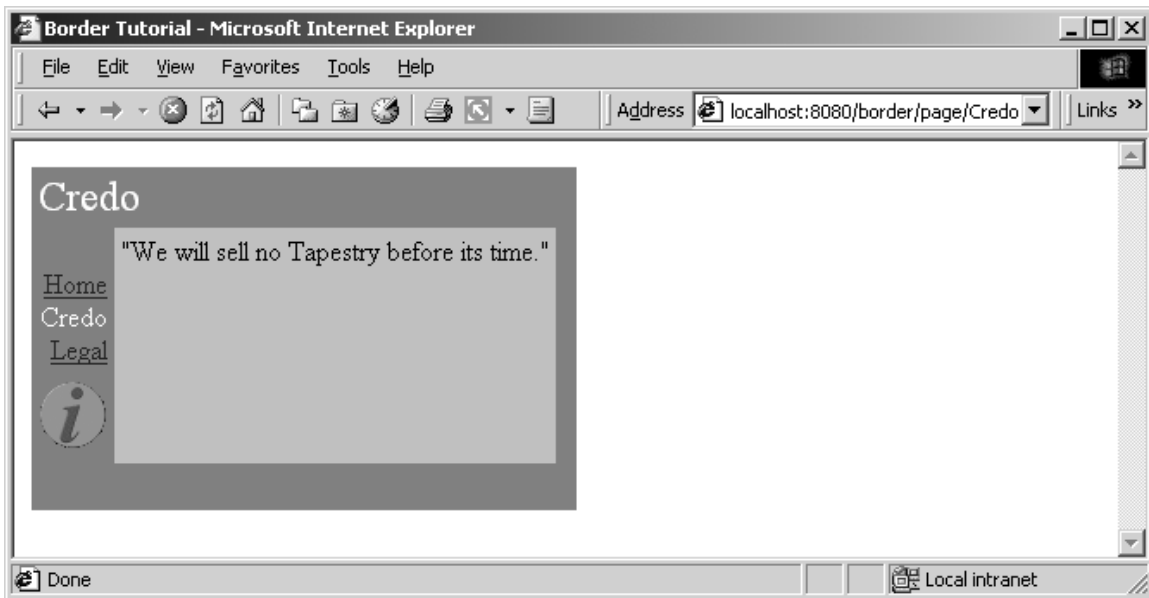 Border Tutorial - Microsoft Internet Explorer
File Edit View Favorites Tools Help
Address localhost:8080/border/page/Credo Links »
Credo
"We will sell no Tapestry before its time."
Home
Credo
Legal
i
Done Local intranet